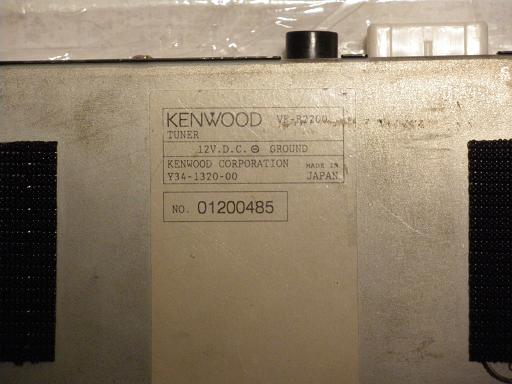 KENWOOD
TUNER
12V.D.C. ⊖ GROUND
KENWOOD CORPORATION MADE IN
Y34-1320-00 JAPAN
NO. 01200485